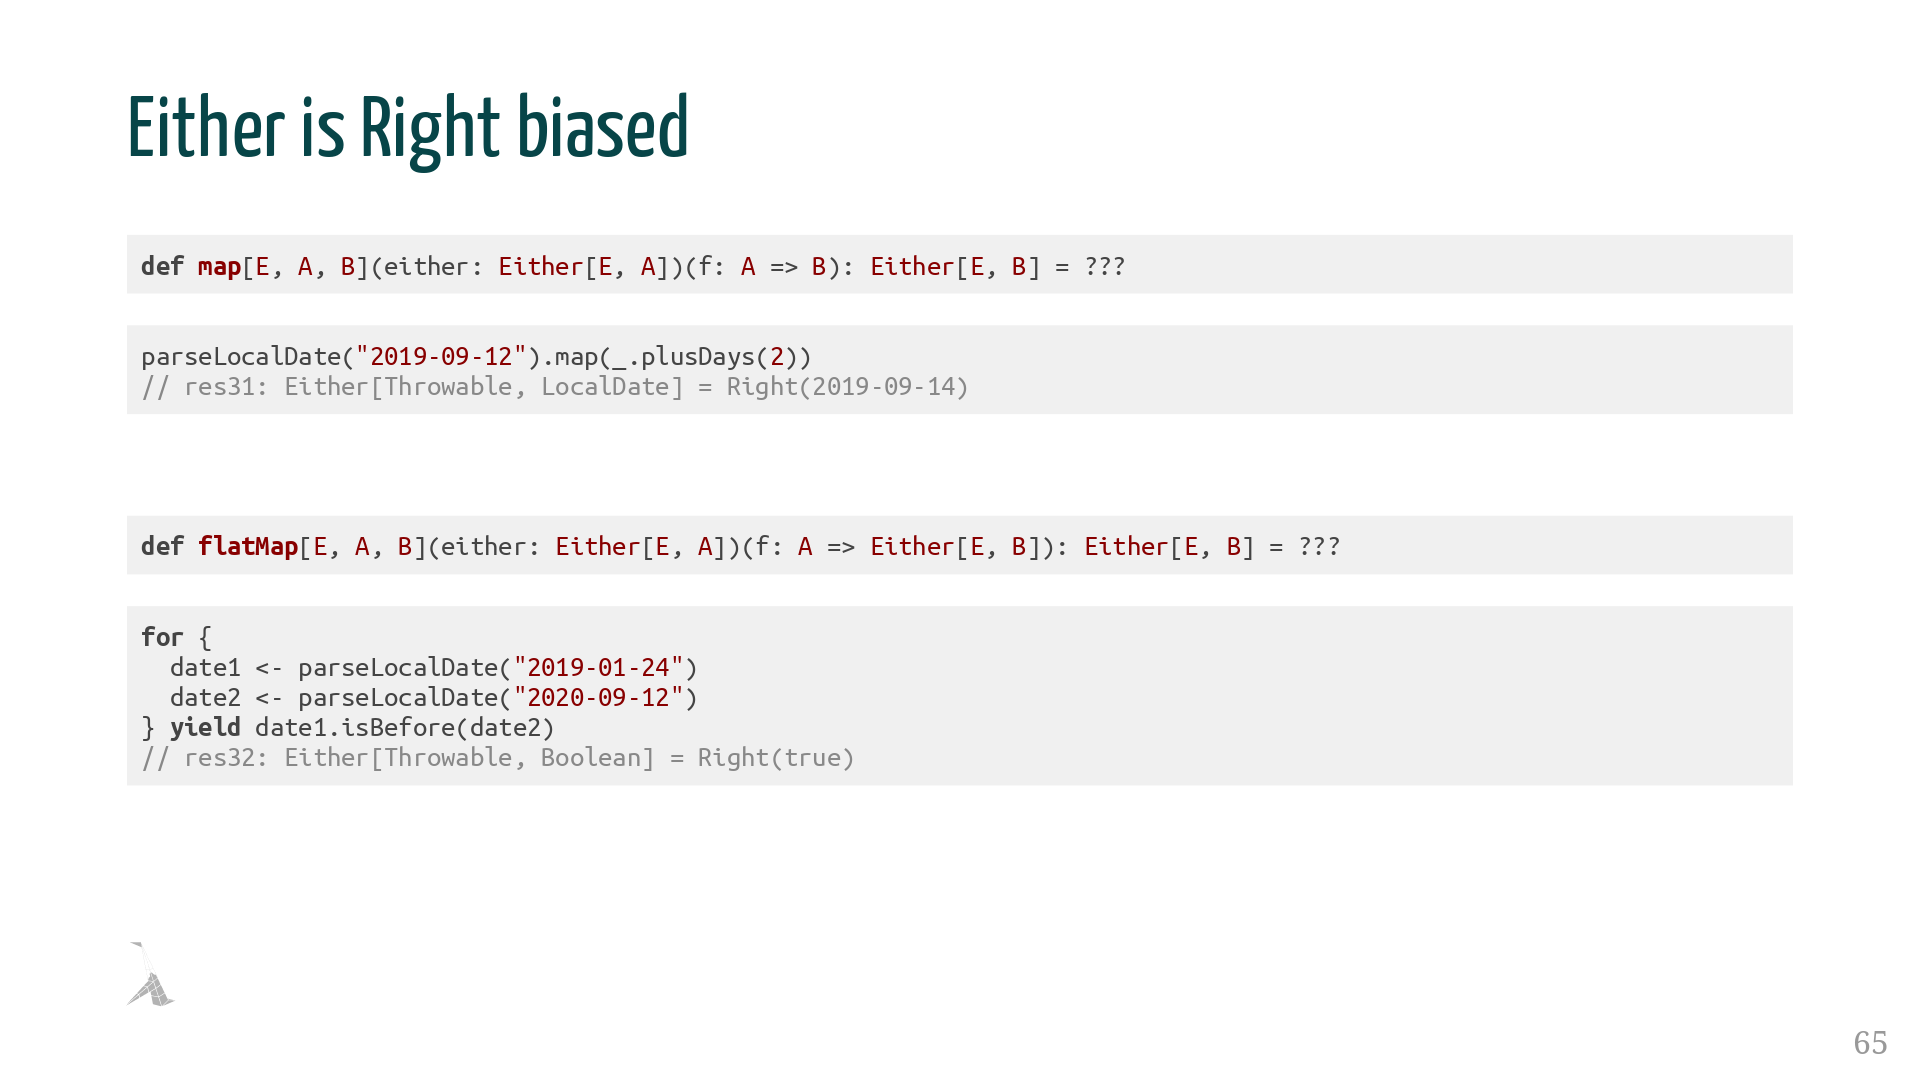 Either is Right biased
def map[E, A, B](either: Either[E, A])(f: A => B): Either[E, B] = ???
parseLocalDate("2019-09-12").map(_.plusDays(2))
// res31: Either[Throwable, LocalDate] = Right(2019-09-14)
def flatMap[E, A, B](either: Either[E, A])(f: A => Either[E, B]): Either[E, B] = ???
for {
  date1 <- parseLocalDate("2019-01-24")
  date2 <- parseLocalDate("2020-09-12")
} yield date1.isBefore(date2)
// res32: Either[Throwable, Boolean] = Right(true)
65